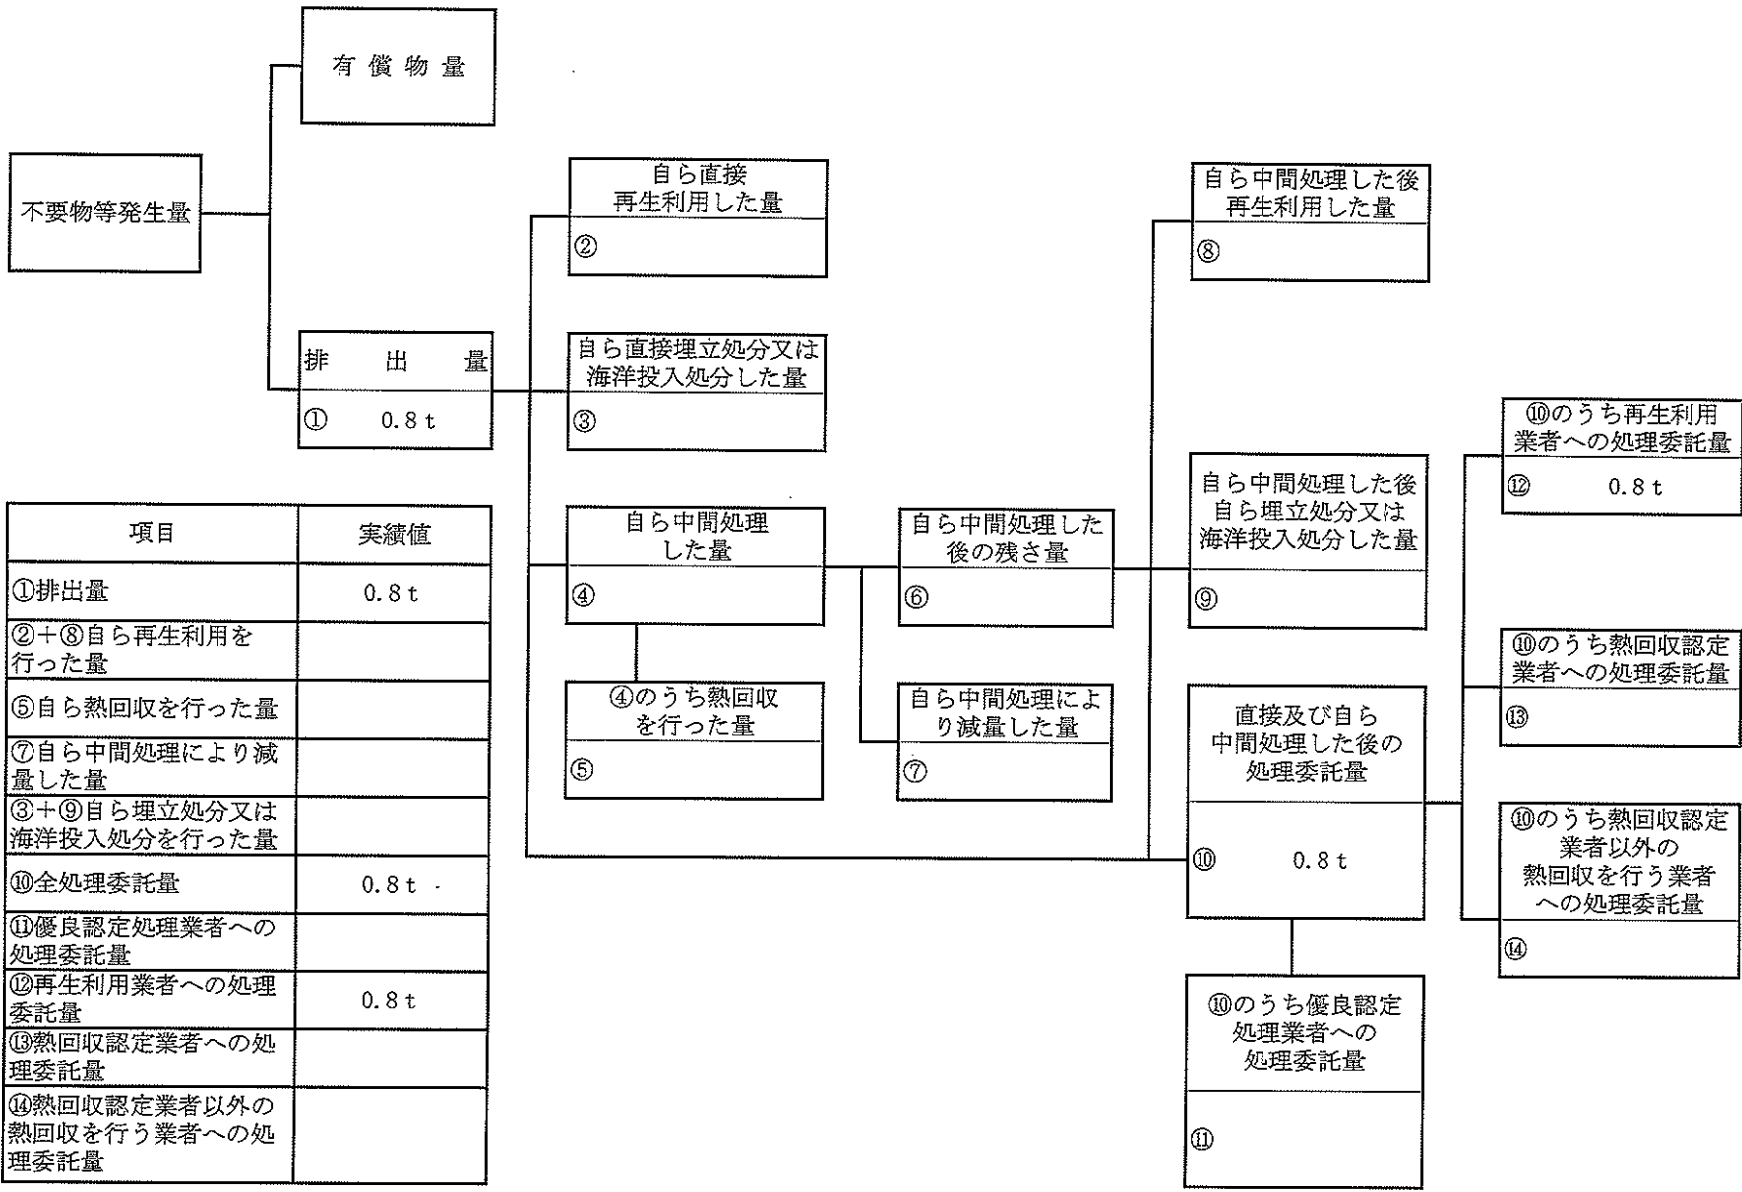 有償物量
不要物等発生量
排出量
① 0.8t
自ら直接
再生利用した量
②
自ら直接埋立処分又は
海洋投入処分した量
③
自ら中間処理
した量
④
④のうち熱回収
を行った量
⑤
自ら中間処理した
後の残さ量
⑥
自ら中間処理によ
り減量した量
⑦
自ら中間処理した後
再生利用した量
⑧
自ら中間処理した後
自ら埋立処分又は
海洋投入処分した量
⑨
直接及び自ら
中間処理した後の
処理委託量
⑩ 0.8t
⑩のうち優良認定
処理業者への
処理委託量
⑪
⑩のうち再生利用
業者への処理委託量
⑫ 0.8t
⑩のうち熱回収認定
業者への処理委託量
⑬
⑩のうち熱回収認定
業者以外の
熱回収を行う業者
への処理委託量
⑭
項目 実績値
①排出量 0.8t
②+⑧自ら再生利用を
行った量
⑤自ら熱回収を行った量
⑦自ら中間処理により減
量した量
③+⑨自ら埋立処分又は
海洋投入処分を行った量
⑩全処理委託量 0.8t
⑪優良認定処理業者への
処理委託量
⑫再生利用業者への処理
委託量 0.8t
⑬熱回収認定業者への処
理委託量
⑭熱回収認定業者以外の
熱回収を行う業者への処
理委託量